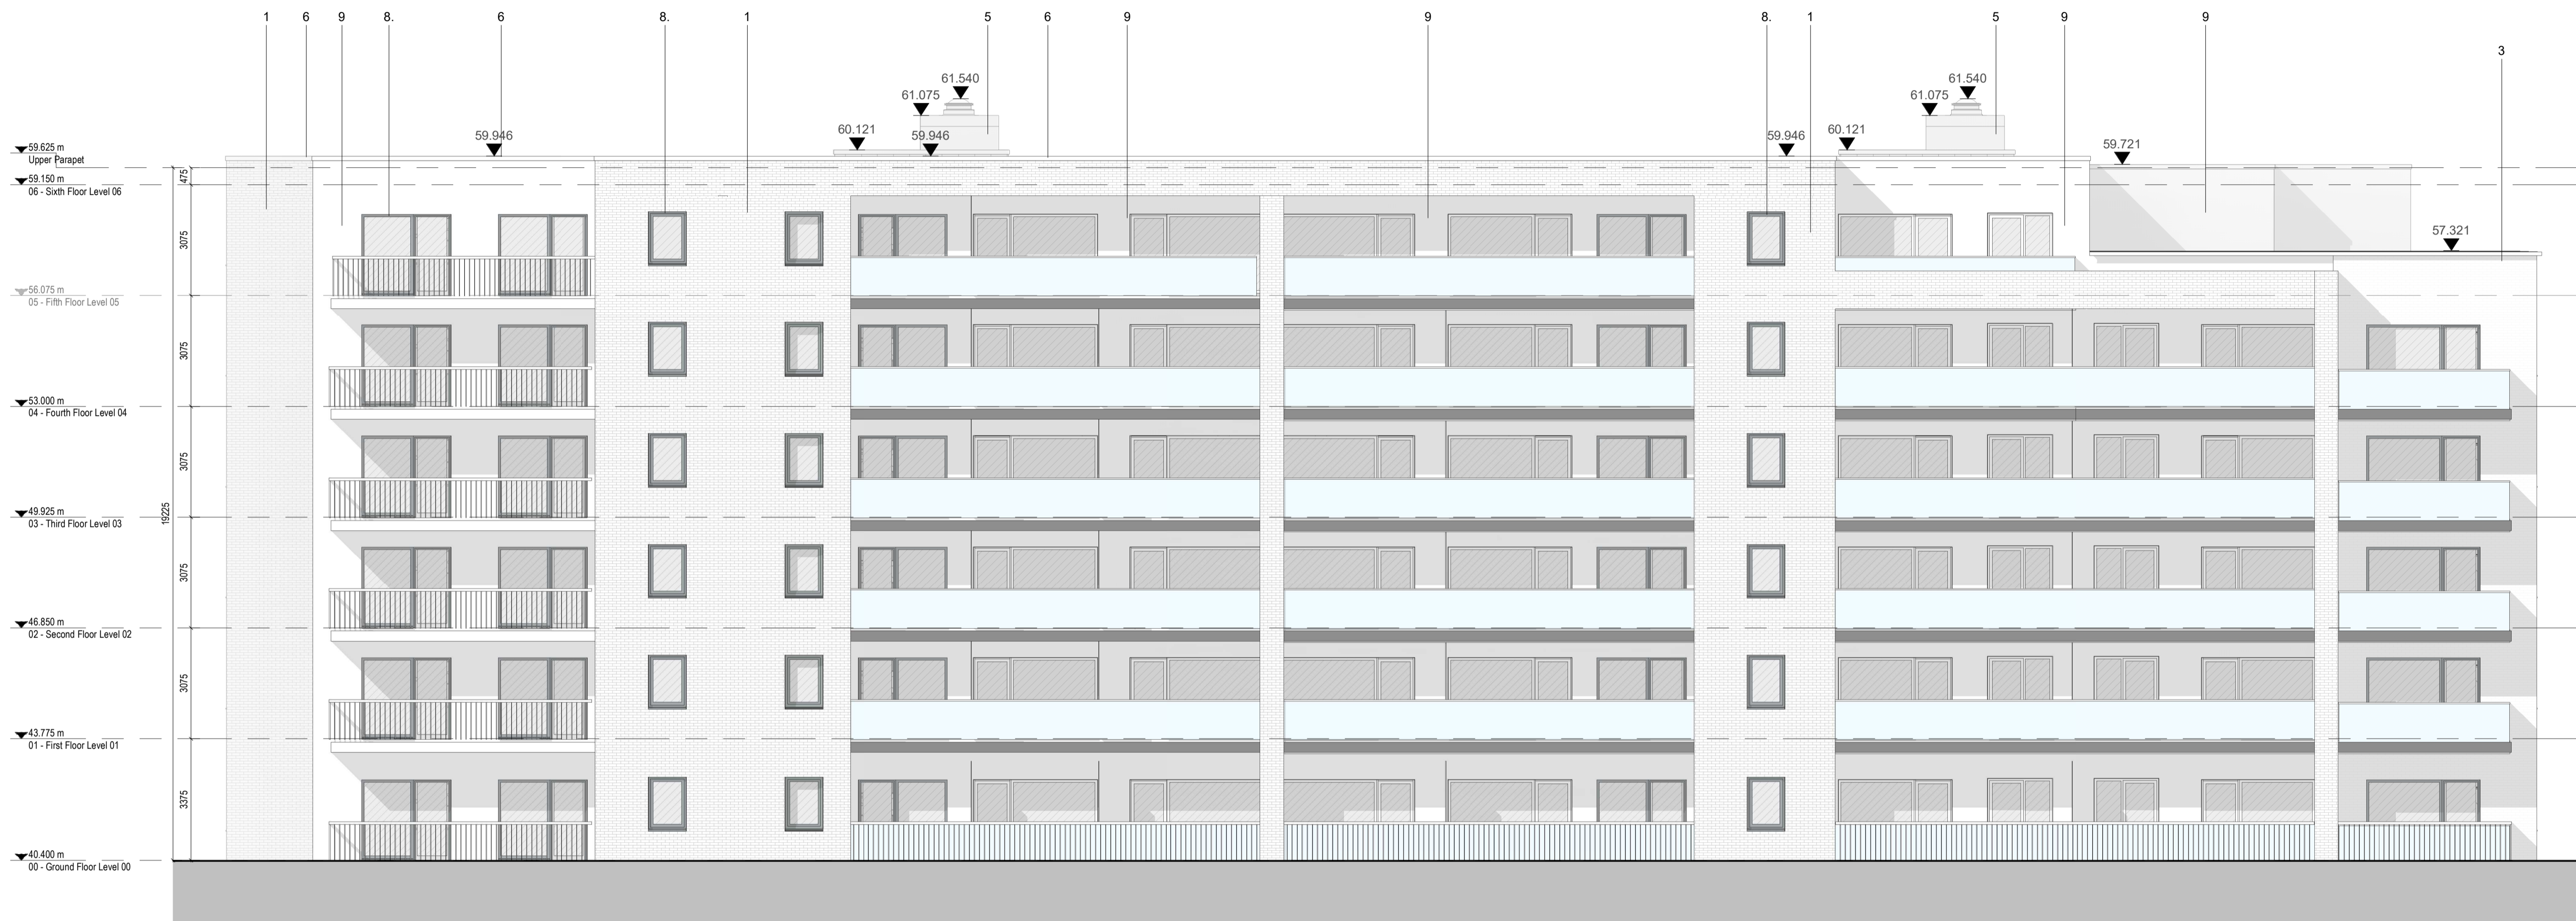 1 6 9 8. 6 8. 1 5 6 9 9 8. 1 5 9 9
3
61.540 61.540
61.075 61.075
60.121 60.121
59.946 59.946 59.946
59.721
57.321
59.625 m
Upper Parapet
475
59.150 m
06 - Sixth Floor Level 06
3075
56.075 m
05 - Fifth Floor Level 05
3075
53.000 m
04 - Fourth Floor Level 04
3075
49.925 m
03 - Third Floor Level 03
19225
3075
46.850 m
02 - Second Floor Level 02
3075
43.775 m
01 - First Floor Level 01
3375
40.400 m
00 - Ground Floor Level 00